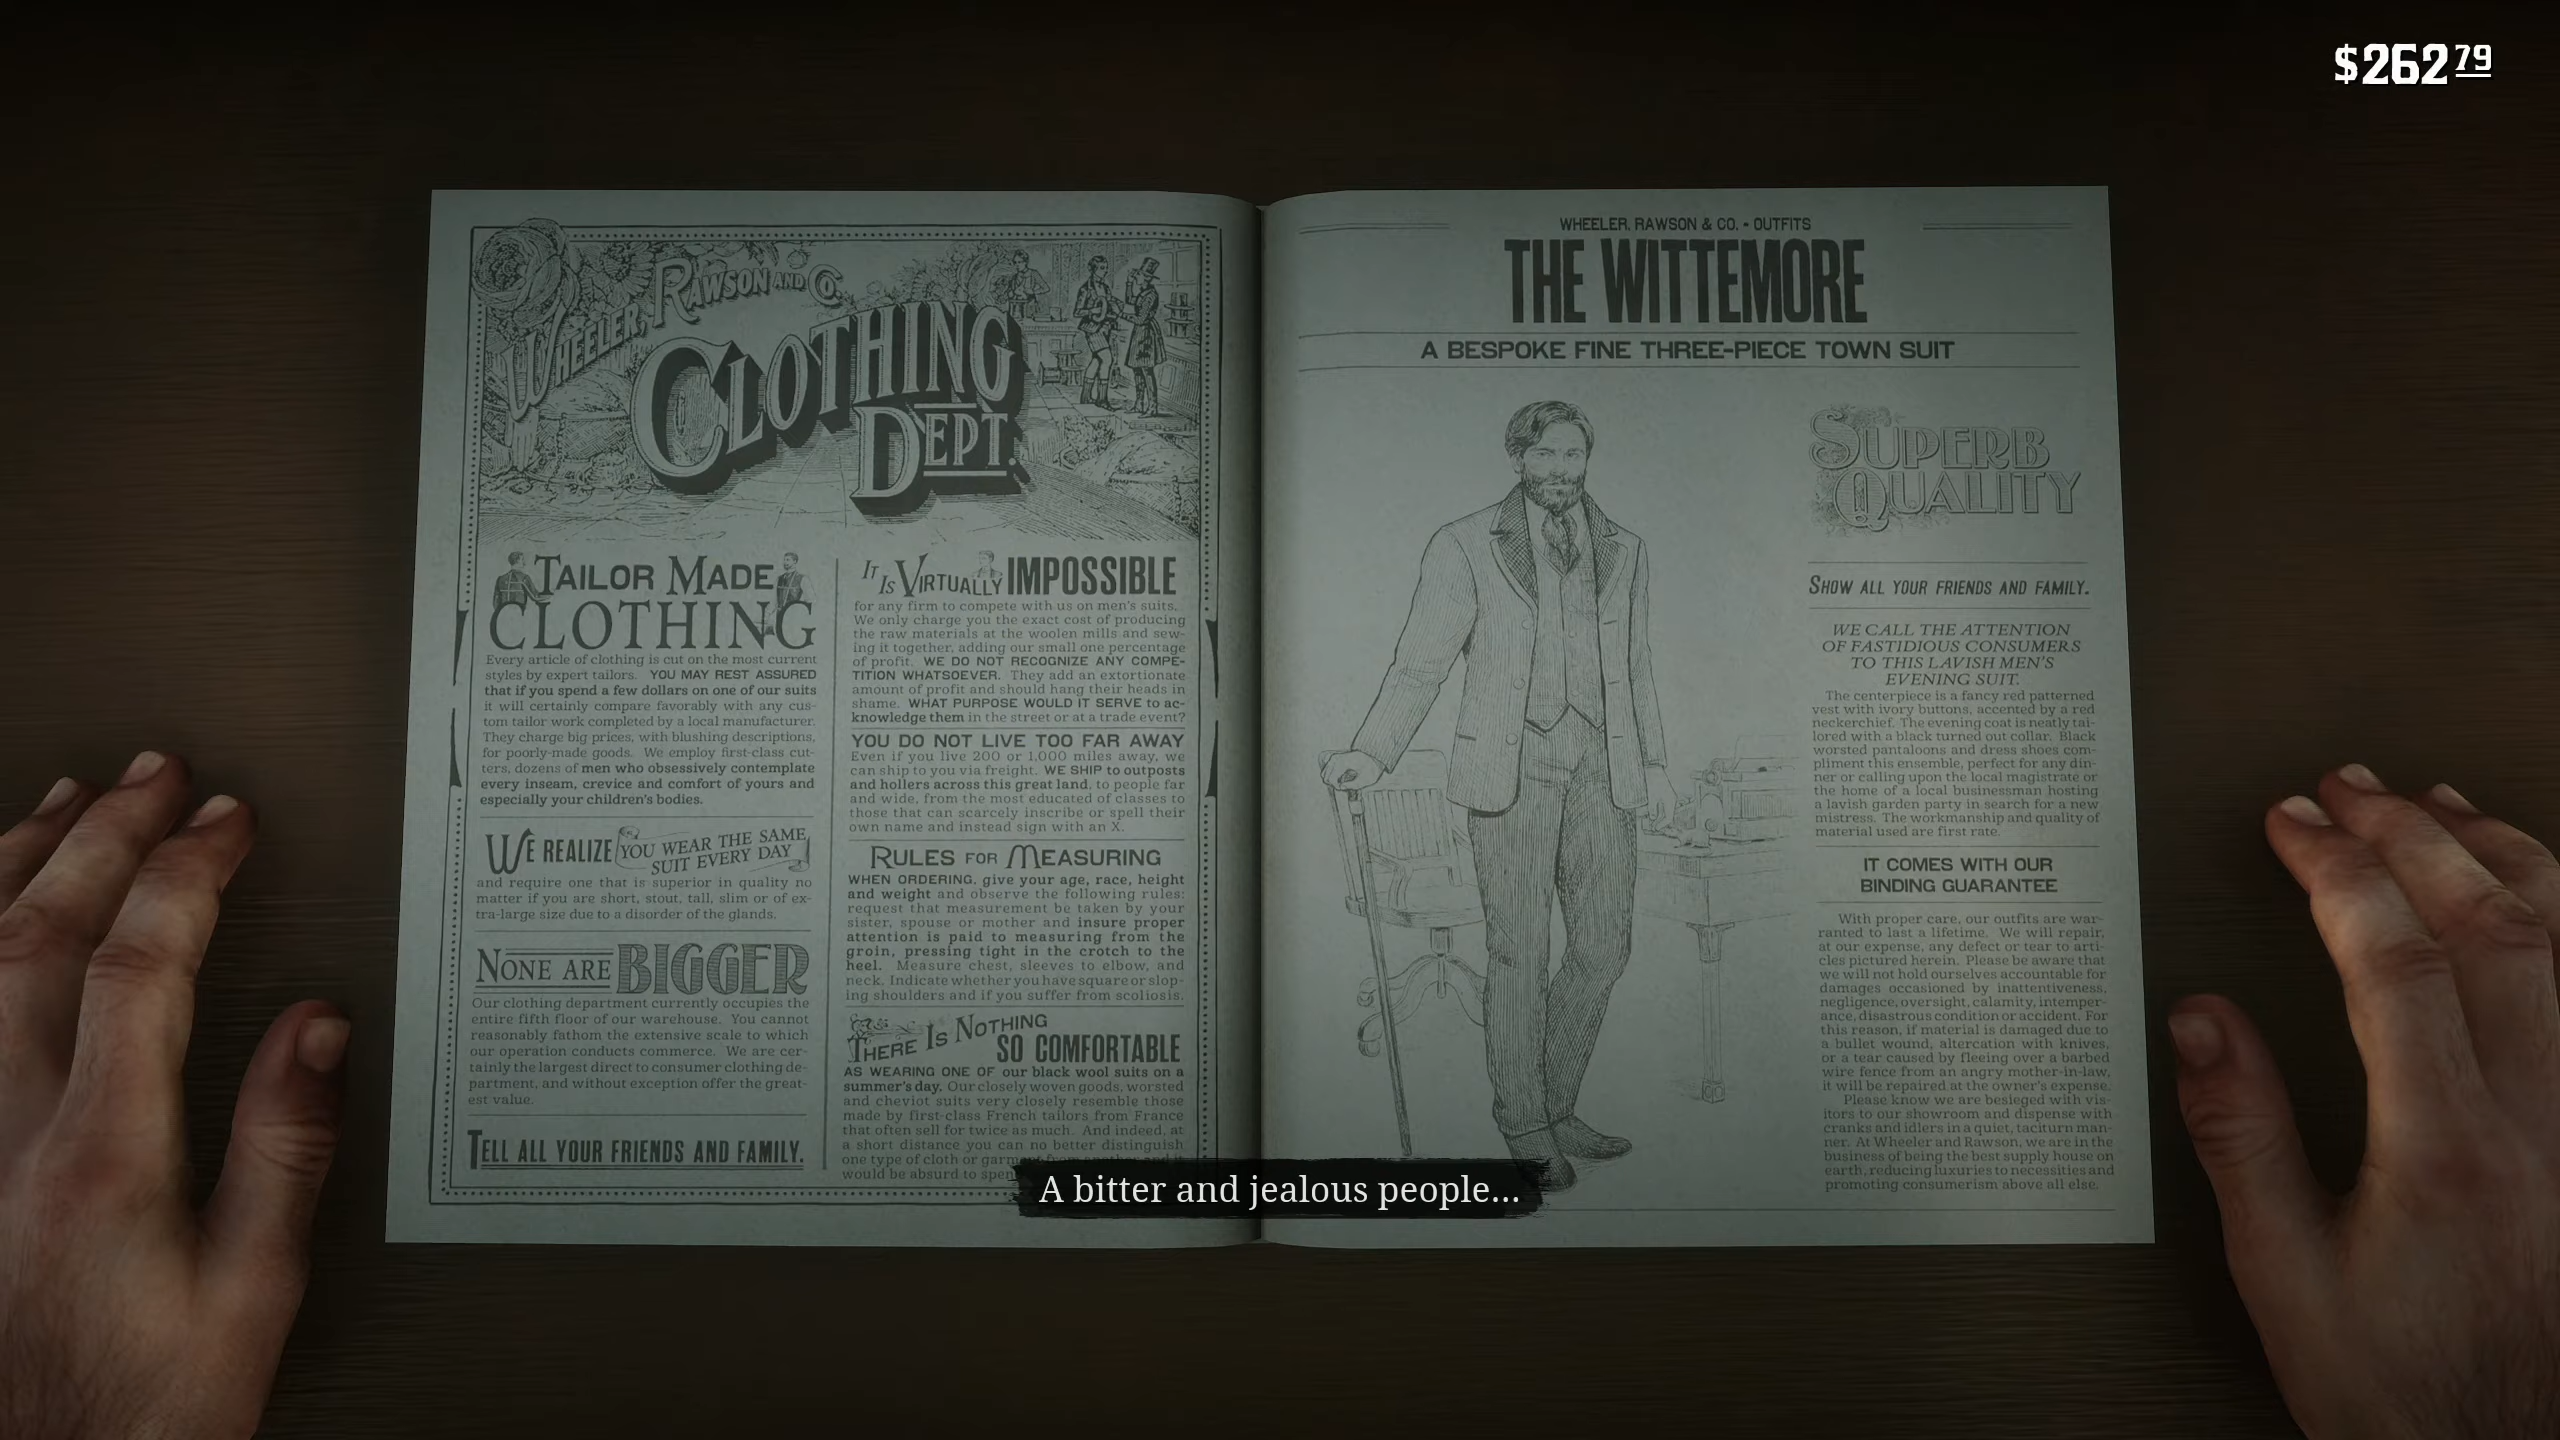 $262 79
WHEELER, RAWSON AND CO.
CLOTHING
DEPT.
TAILOR MADE
CLOTHING
Every article of clothing is cut on the most current
styles by expert tailors. YOU MAY REST ASSURED
that if you spend a few dollars on one of our suits
it will certainly compare favorably with any cus-
tom tailor work completed by a local manufacturer.
They charge big prices, with blushing descriptions,
for poorly-made goods. We employ first-class cut-
ters, dozens of men who obsessively contemplate
every inseam, crevice and comfort of yours and
especially your children's bodies.
WE REALIZE YOU WEAR THE SAME
SUIT EVERY DAY
and require one that is superior in quality no
matter if you are short, stout, tall, slim or of ex-
tra-large size due to a disorder of the glands.
NONE ARE BIGGER
Our clothing department currently occupies the
entire fifth floor of our warehouse. You cannot
reasonably fathom the extensive scale to which
our operation conducts commerce. We are cer-
tainly the largest direct to consumer clothing de-
partment, and without exception offer the great-
est value.
TELL ALL YOUR FRIENDS AND FAMILY.
IT IS VIRTUALLY IMPOSSIBLE
for any firm to compete with us on men's suits.
We only charge you the exact cost of producing
the raw materials at the woolen mills and sew-
ing it together, adding our small one percentage
of profit. WE DO NOT RECOGNIZE ANY COMPE-
TITION WHATSOEVER. They add an extortionate
amount of profit and should hang their heads in
shame. WHAT PURPOSE WOULD IT SERVE to ac-
knowledge them in the street or at a trade event?
YOU DO NOT LIVE TOO FAR AWAY
Even if you live 200 or 1,000 miles away, we
can ship to you via freight. WE SHIP to outposts
and hollers across this great land, to people far
and wide, from the most educated of classes to
those that can scarcely inscribe or spell their
own name and instead sign with an X.
RULES FOR MEASURING
WHEN ORDERING, give your age, race, height
and weight and observe the following rules:
request that measurement be taken by your
sister, spouse or mother and insure proper
attention is paid to measuring from the
groin, pressing tight in the crotch to the
heel. Measure chest, sleeves to elbow, and
neck. Indicate whether you have square or slop-
ing shoulders and if you suffer from scoliosis.
THERE IS NOTHING
SO COMFORTABLE
AS WEARING ONE OF our black wool suits on a
summer's day. Our closely woven goods, worsted
and cheviot suits very closely resemble those
made by first-class French tailors from France
that often sell for twice as much. And indeed, at
a short distance you can no better distinguish
one type of cloth or garment from another and it
would be absurd to spen
WHEELER, RAWSON & CO. - OUTFITS
THE WITTEMORE
A BESPOKE FINE THREE-PIECE TOWN SUIT
SUPERB
QUALITY
SHOW ALL YOUR FRIENDS AND FAMILY.
WE CALL THE ATTENTION
OF FASTIDIOUS CONSUMERS
TO THIS LAVISH MEN'S
EVENING SUIT.
The centerpiece is a fancy red patterned
vest with ivory buttons, accented by a red
neckerchief. The evening coat is neatly tai-
lored with a black turned out collar. Black
worsted pantaloons and dress shoes com-
pliment this ensemble, perfect for any din-
ner or calling upon the local magistrate or
the home of a local businessman hosting
a lavish garden party in search for a new
mistress. The workmanship and quality of
material used are first rate.
IT COMES WITH OUR
BINDING GUARANTEE
With proper care, our outfits are war-
ranted to last a lifetime. We will repair,
at our expense, any defect or tear to arti-
cles pictured herein. Please be aware that
we will not hold ourselves accountable for
damages occasioned by inattentiveness,
negligence, oversight, calamity, intemper-
ance, disastrous condition or accident. For
this reason, if material is damaged due to
a bullet wound, altercation with knives,
or a tear caused by fleeing over a barbed
wire fence from an angry mother-in-law,
it will be repaired at the owner's expense.
Please know we are besieged with vis-
itors to our showroom and dispense with
cranks and idlers in a quiet, taciturn man-
ner. At Wheeler and Rawson, we are in the
business of being the best supply house on
earth, reducing luxuries to necessities and
promoting consumerism above all else.
A bitter and jealous people...